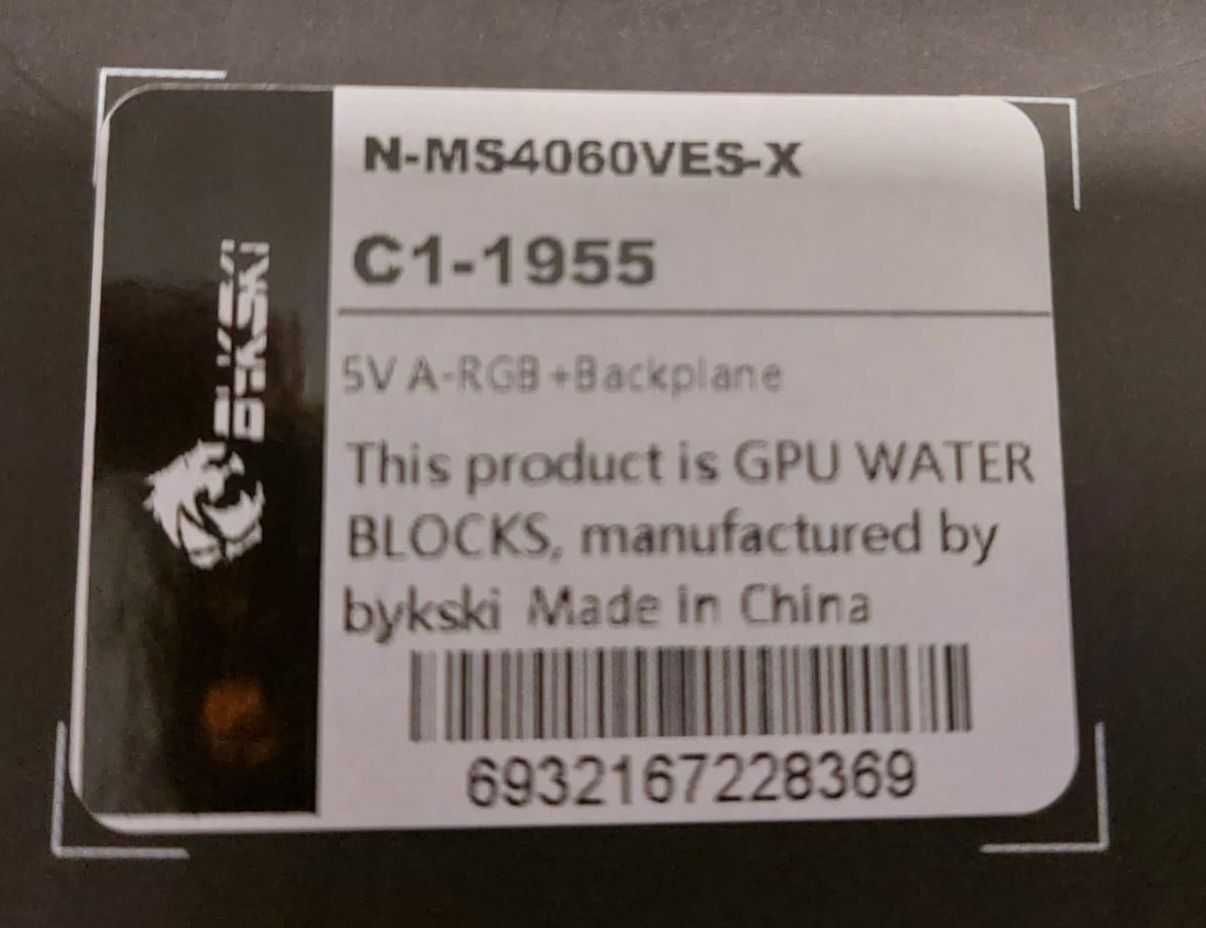 N-MS4060VES-X
C1-1955
5V A-RGB+Backplane
This product is GPU WATER
BLOCKS, manufactured by
bykski Made in China
6932167228369
BYKSKI